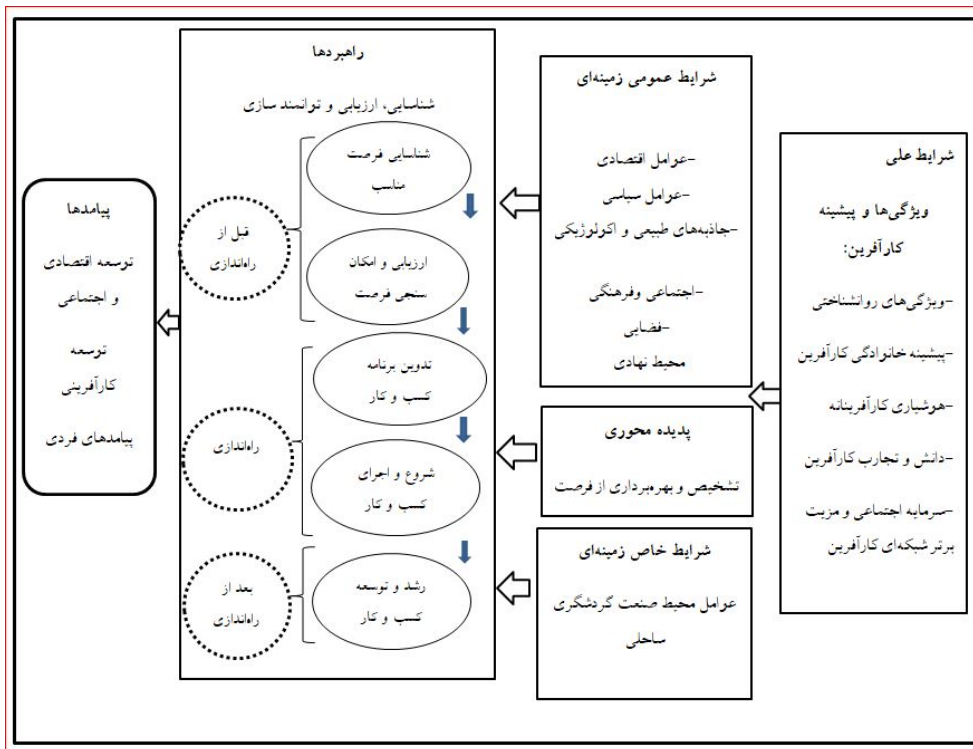 شرایط علی
ویژگی‌ها و پیشینه
کارآفرین:
-ویژگی‌های روانشناختی
-پیشینه خانوادگی کارآفرین
-هوشیاری کارآفرینانه
-دانش و تجارب کارآفرین
-سرمایه اجتماعی و مزیت
برتر شبکه‌ای کارآفرین
شرایط عمومی زمینه‌ای
-عوامل اقتصادی
-عوامل سیاسی
-جاذبه‌های طبیعی و اکولوژیکی
-اجتماعی وفرهنگی
-فضایی
محیط نهادی
پدیده محوری
تشخیص و بهره‌برداری از فرصت
شرایط خاص زمینه‌ای
عوامل محیط صنعت گردشگری
ساحلی
راهبردها
شناسایی، ارزیابی و توانمند سازی
شناسایی فرصت
مناسب
ارزیابی و امکان
سنجی فرصت
قبل از
راه‌اندازی
تدوین برنامه
کسب و کار
شروع و اجرای
کسب و کار
راه‌اندازی
رشد و توسعه
کسب و کار
بعد از
راه‌اندازی
پیامدها
توسعه اقتصادی
و اجتماعی
توسعه
کارآفرینی
پیامدهای فردی